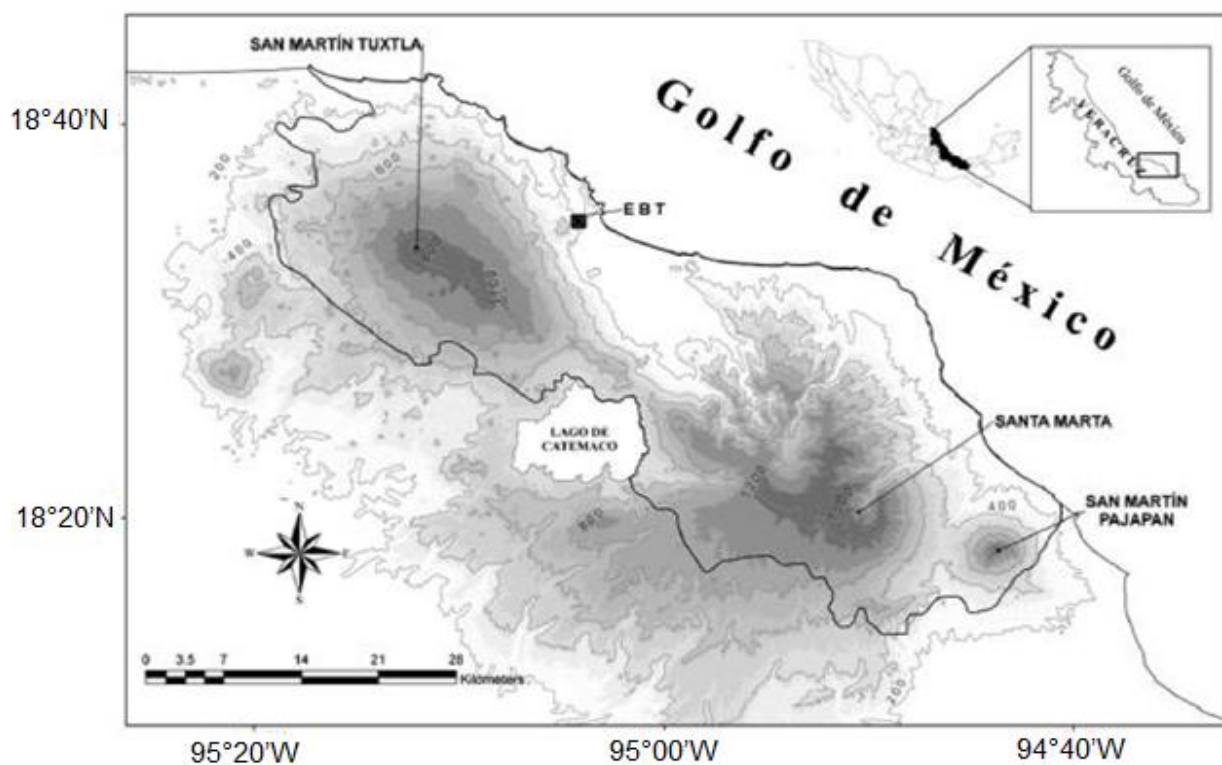 SAN MARTÍN TUXTLA
Golfo de México
Golfo de México
VERACRUZ
18°40'N
200
800
400
EBT
LAGO DE
CATEMACO
SANTA MARTA
SAN MARTÍN
PAJAPAN
400
800
200
18°20'N
N
W
E
S
0 3.5 7 14 21 28
Kilometers
95°20'W
95°00'W
94°40'W